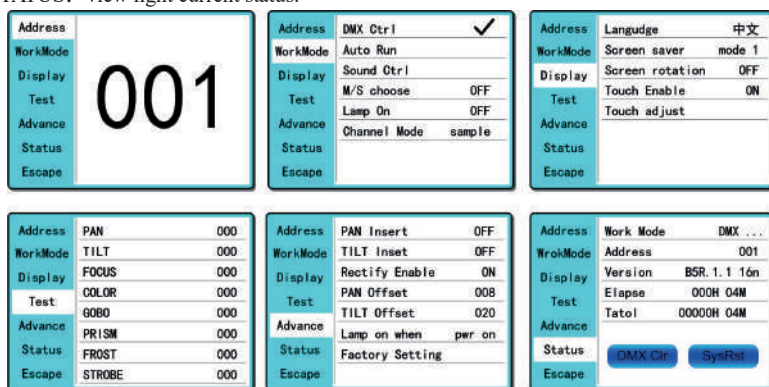 TATUS: view light current status.
Address
WorkMode
Display
Test
Advance
Status
Escape
001
Address
WorkMode
Display
Test
Advance
Status
Escape
DMX Ctrl ✓
Auto Run
Sound Ctrl
M/S choose OFF
Lamp On OFF
Channel Mode sample
Address
WorkMode
Display
Test
Advance
Status
Escape
Langudge 中文
Screen saver mode 1
Screen rotation OFF
Touch Enable ON
Touch adjust
Address
WorkMode
Display
Test
Advance
Status
Escape
PAN 000
TILT 000
FOCUS 000
COLOR 000
GOBO 000
PRISM 000
FROST 000
STROBE 000
Address
WorkMode
Display
Test
Advance
Status
Escape
PAN Insert OFF
TILT Inset OFF
Rectify Enable ON
PAN Offset 008
TILT Offset 020
Lamp on when pwr on
Factory Setting
Address
WrokMode
Display
Test
Advance
Status
Escape
Work Mode DMX ...
Address 001
Version B5R.1.1 16n
Elapse 000H 04M
Tatol 00000H 04M
DMX Clr SysRst